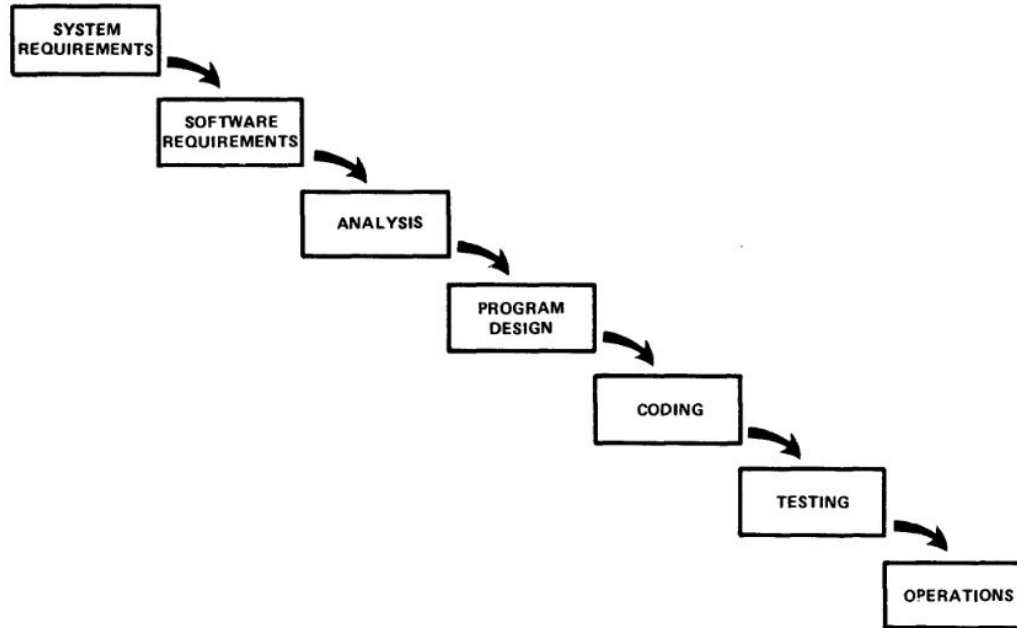 SYSTEM
REQUIREMENTS
SOFTWARE
REQUIREMENTS
ANALYSIS
PROGRAM
DESIGN
CODING
TESTING
OPERATIONS